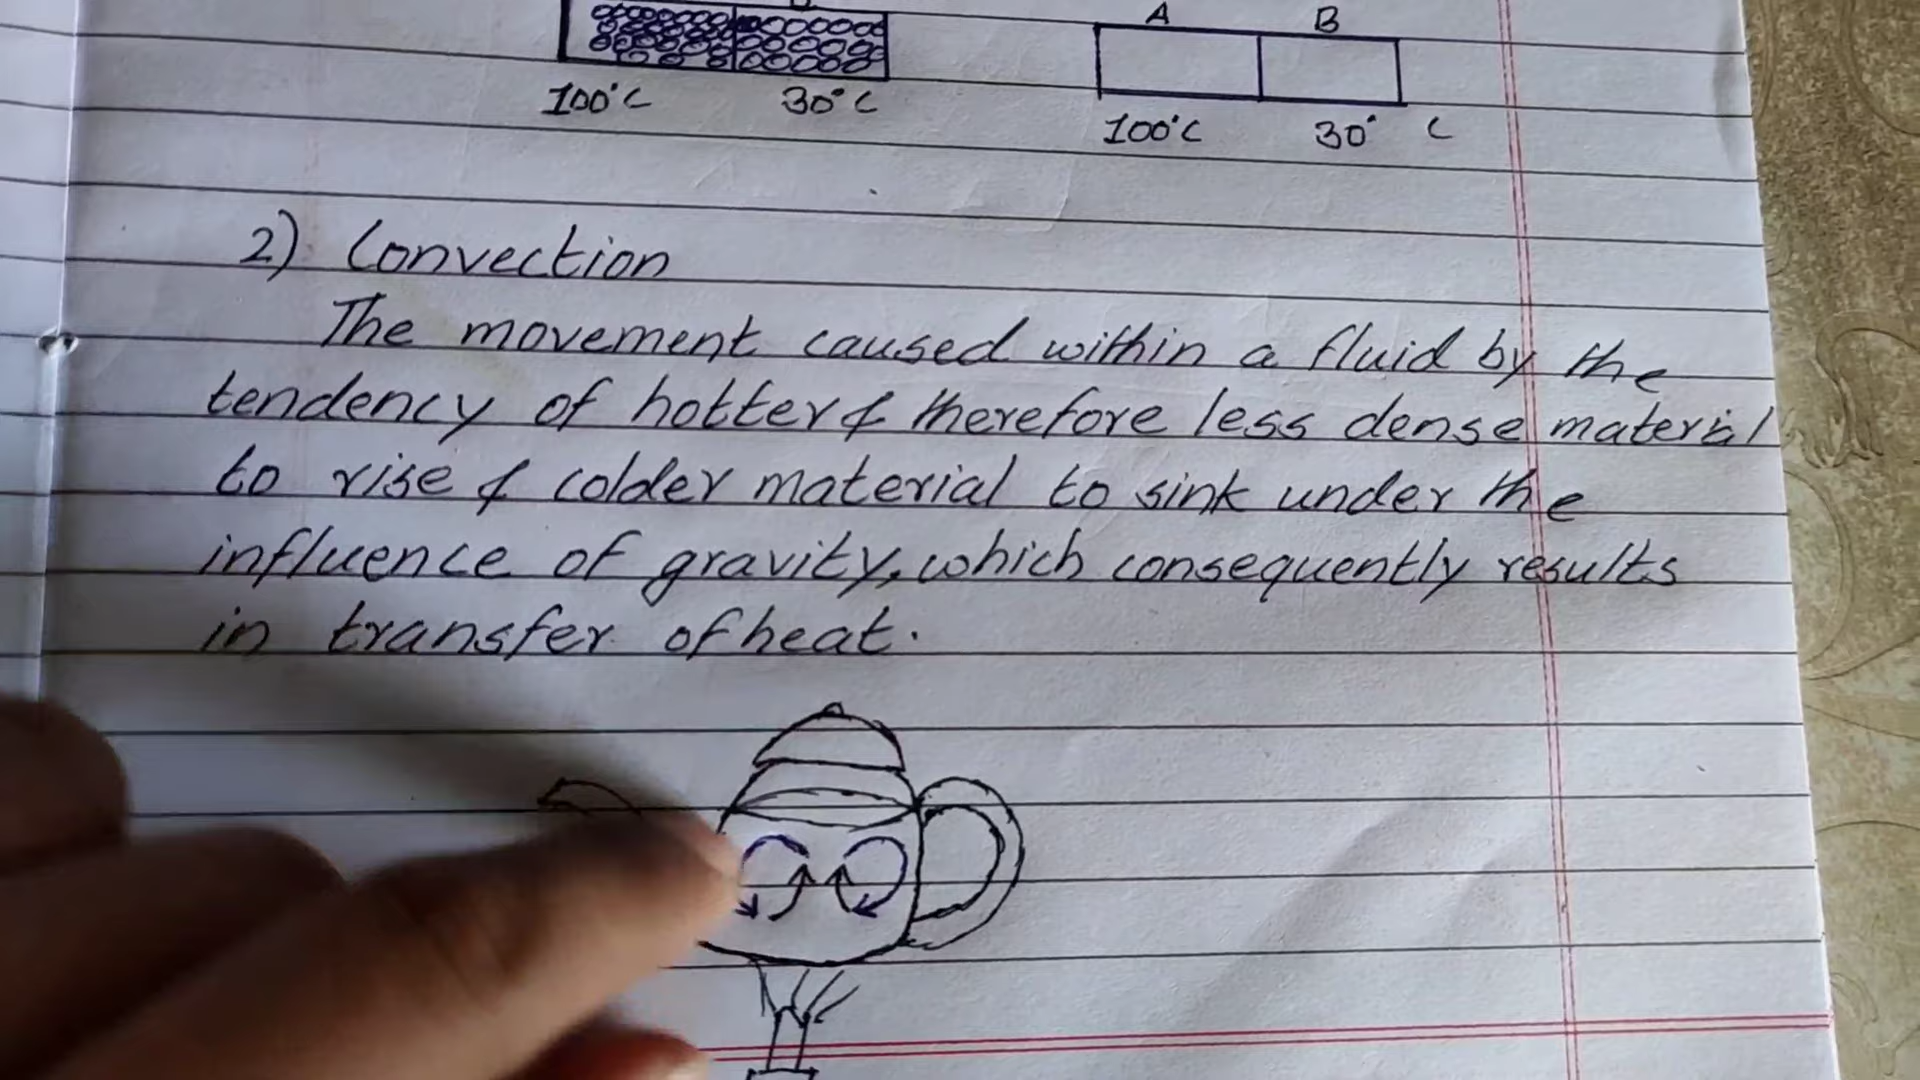 A B
100°C 30°C 100°C 30° C
2) Convection
The movement caused within a fluid by the
tendency of hotter & therefore less dense material
to rise & colder material to sink under the
influence of gravity, which consequently results
in transfer of heat.